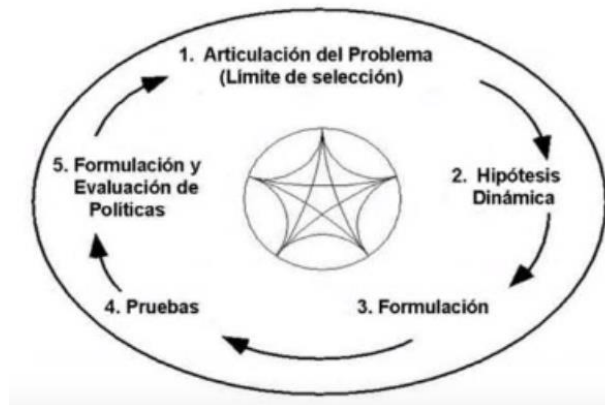 1. Articulación del Problema
(Limite de selección)
2. Hipótesis
Dinámica
3. Formulación
4. Pruebas
5. Formulación y
Evaluación de
Políticas